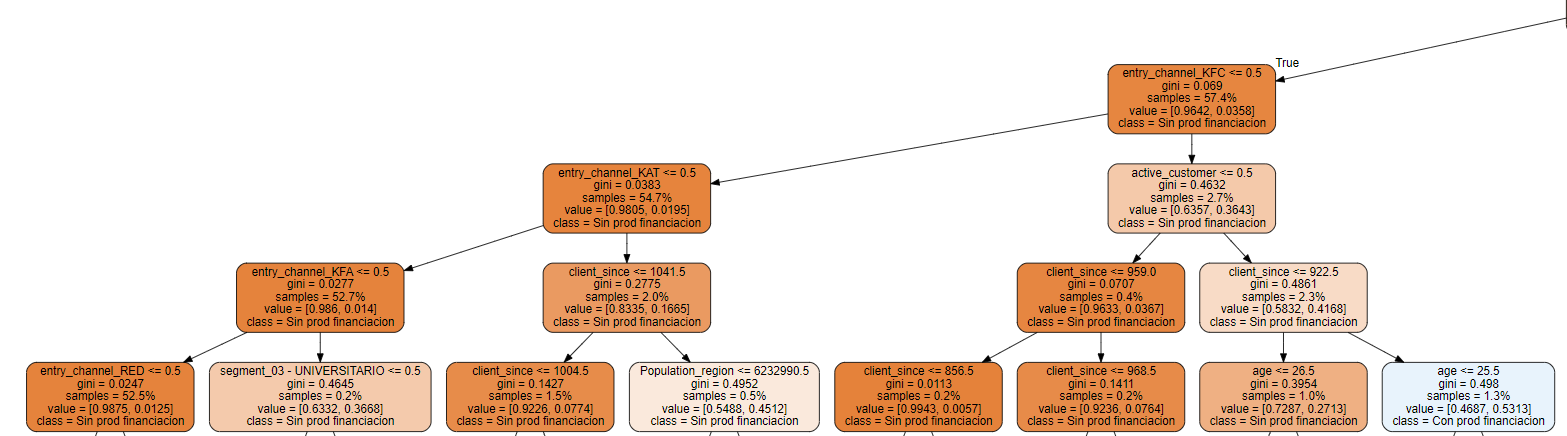 True
entry_channel_KFC <= 0.5
gini = 0.069
samples = 57.4%
value = [0.9642, 0.0358]
class = Sin prod financiacion
entry_channel_KAT <= 0.5
gini = 0.0383
samples = 54.7%
value = [0.9805, 0.0195]
class = Sin prod financiacion
active_customer <= 0.5
gini = 0.4632
samples = 2.7%
value = [0.6357, 0.3643]
class = Sin prod financiacion
entry_channel_KFA <= 0.5
gini = 0.0277
samples = 52.7%
value = [0.986, 0.014]
class = Sin prod financiacion
client_since <= 1041.5
gini = 0.2775
samples = 2.0%
value = [0.8335, 0.1665]
class = Sin prod financiacion
client_since <= 959.0
gini = 0.0707
samples = 0.4%
value = [0.9633, 0.0367]
class = Sin prod financiacion
client_since <= 922.5
gini = 0.4861
samples = 2.3%
value = [0.5832, 0.4168]
class = Sin prod financiacion
entry_channel_RED <= 0.5
gini = 0.0247
samples = 52.5%
value = [0.9875, 0.0125]
class = Sin prod financiacion
segment_03 - UNIVERSITARIO <= 0.5
gini = 0.4645
samples = 0.2%
value = [0.6332, 0.3668]
class = Sin prod financiacion
client_since <= 1004.5
gini = 0.1427
samples = 1.5%
value = [0.9226, 0.0774]
class = Sin prod financiacion
Population_region <= 6232990.5
gini = 0.4952
samples = 0.5%
value = [0.5488, 0.4512]
class = Sin prod financiacion
client_since <= 856.5
gini = 0.0113
samples = 0.2%
value = [0.9943, 0.0057]
class = Sin prod financiacion
client_since <= 968.5
gini = 0.1411
samples = 0.2%
value = [0.9236, 0.0764]
class = Sin prod financiacion
age <= 26.5
gini = 0.3954
samples = 1.0%
value = [0.7287, 0.2713]
class = Sin prod financiacion
age <= 25.5
gini = 0.498
samples = 1.3%
value = [0.4687, 0.5313]
class = Con prod financiacion